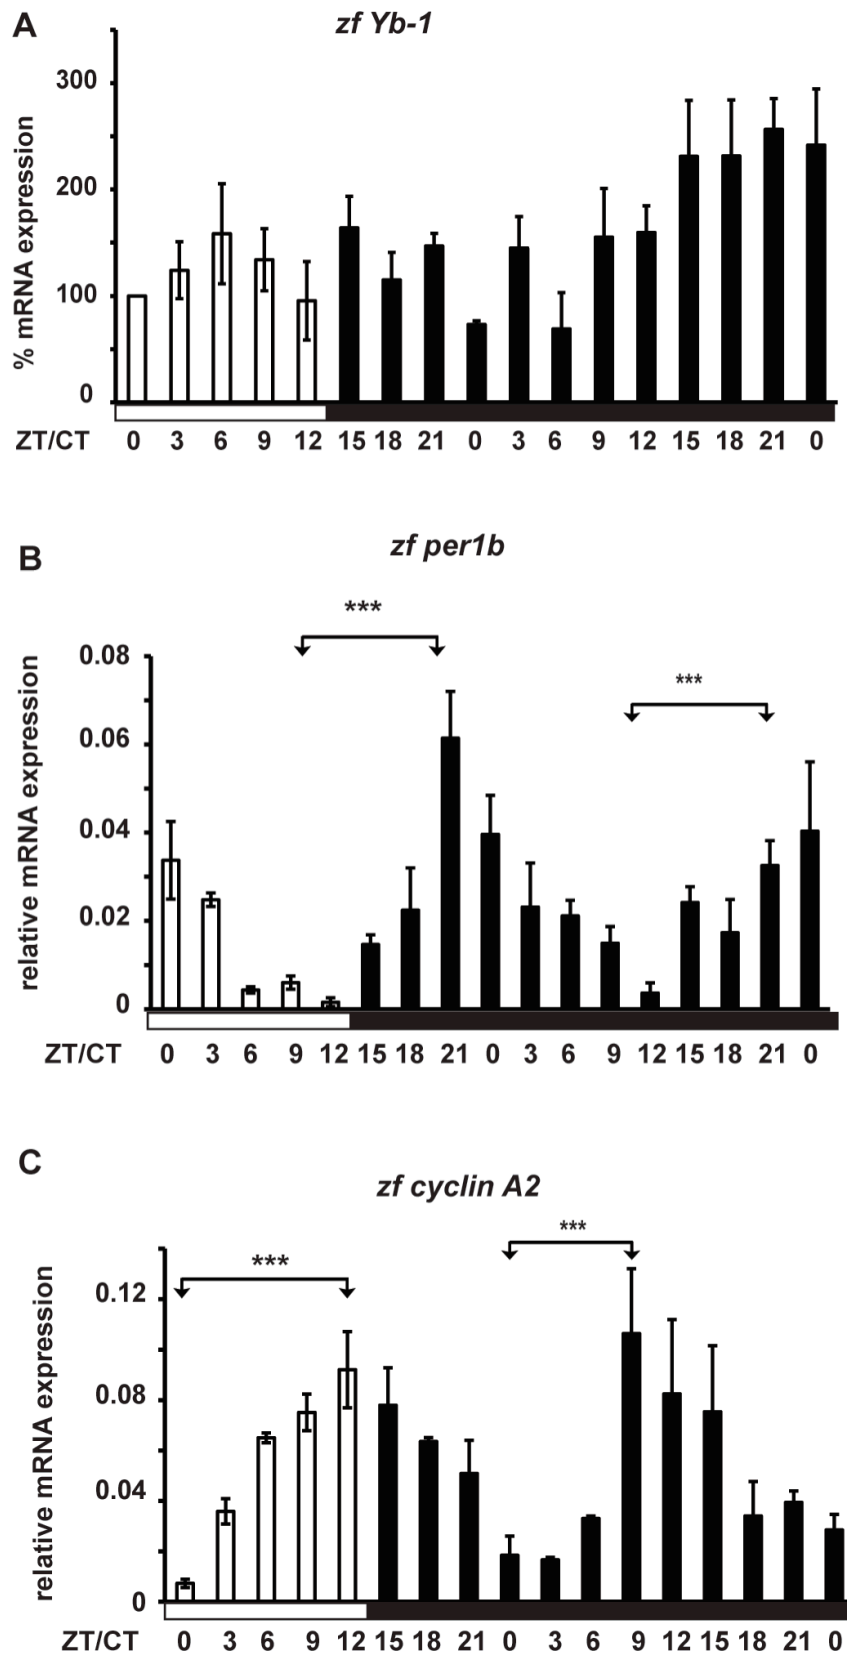 A
zf Yb-1
% mRNA expression
300
200
100
0
ZT/CT 0 3 6 9 12 15 18 21 0 3 6 9 12 15 18 21 0
B
zf per1b
relative mRNA expression
***
***
0.08
0.06
0.04
0.02
0
ZT/CT 0 3 6 9 12 15 18 21 0 3 6 9 12 15 18 21 0
C
zf cyclin A2
relative mRNA expression
***
***
0.12
0.08
0.04
0
ZT/CT 0 3 6 9 12 15 18 21 0 3 6 9 12 15 18 21 0